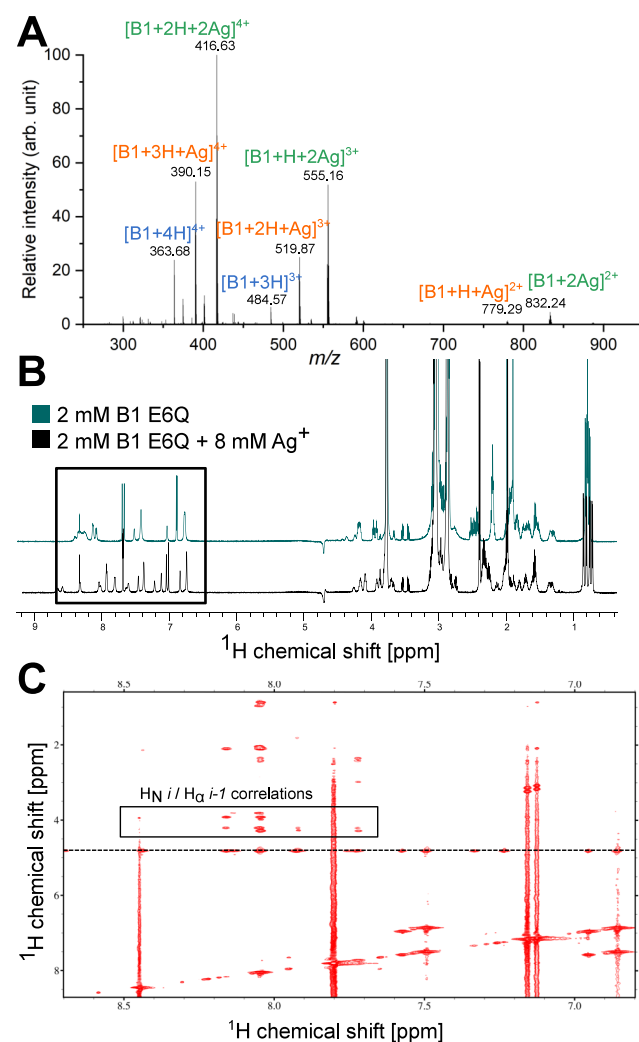 A
[B1+2H+2Ag]4+
416.63
[B1+3H+Ag]4+
390.15
[B1+H+2Ag]3+
555.16
[B1+4H]4+
363.68
[B1+2H+Ag]3+
519.87
[B1+3H]3+
484.57
[B1+H+Ag]2+
779.29
[B1+2Ag]2+
832.24
Relative intensity (arb. unit)
100
80
60
40
20
0
300 400 500 600 700 800 900
m/z
B
2 mM B1 E6Q
2 mM B1 E6Q + 8 mM Ag+
9 8 7 6 5 4 3 2 1
1H chemical shift [ppm]
C
8.5 8.0 7.5 7.0
HN i / Hα i-1 correlations
2
4
6
8
1H chemical shift [ppm]
8.5 8.0 7.5 7.0
1H chemical shift [ppm]